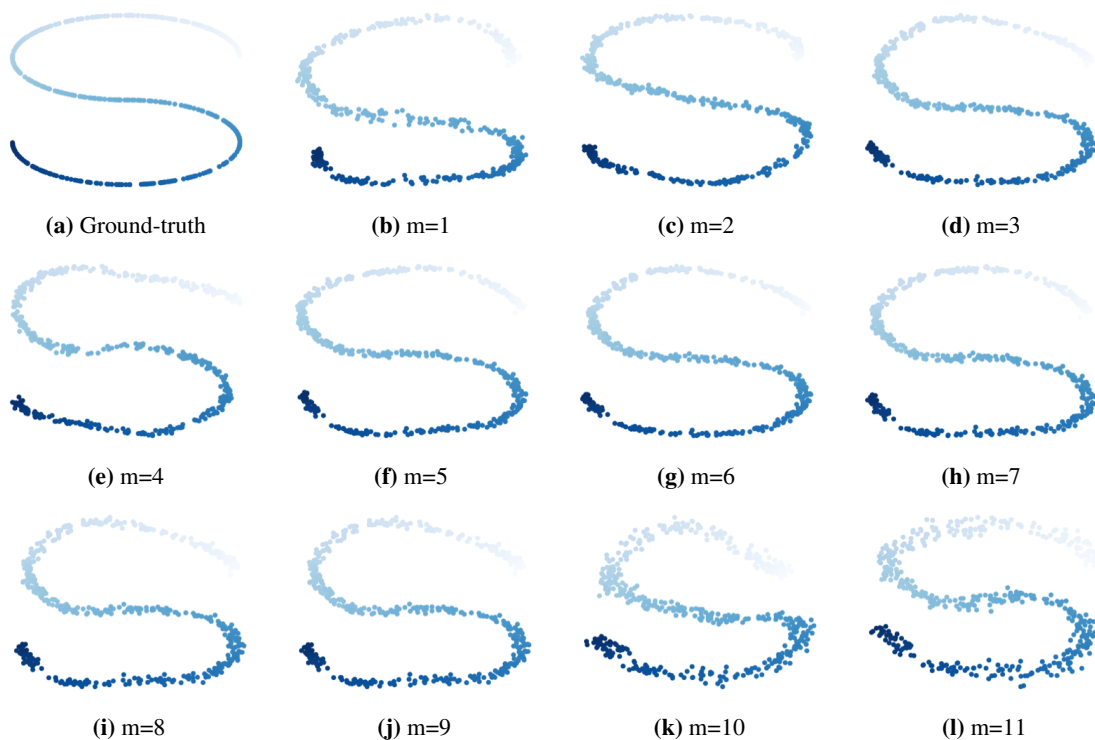 (a) Ground-truth
(b) m=1
(c) m=2
(d) m=3
(e) m=4
(f) m=5
(g) m=6
(h) m=7
(i) m=8
(j) m=9
(k) m=10
(l) m=11